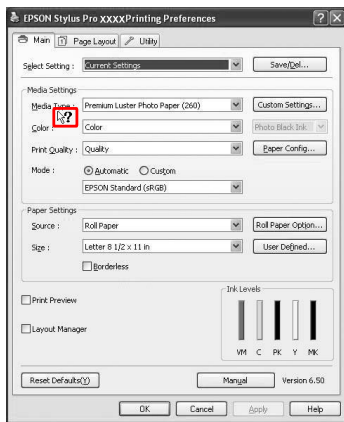 EPSON Stylus Pro XXXX Printing Preferences
Main Page Layout Utility
Select Setting : Current Settings Save/Del...
Media Settings
Media Type : Premium Luster Photo Paper (260) Custom Settings...
Color : Color Photo Black Ink
Print Quality : Quality Paper Config...
Mode : Automatic Custom
EPSON Standard (sRGB)
Paper Settings
Source : Roll Paper Roll Paper Option...
Size : Letter 8 1/2 x 11 in User Defined...
Borderless
Print Preview
Layout Manager
Ink Levels
VM C PK Y MK
Reset Defaults(Y) Manual Version 6.50
OK Cancel Apply Help